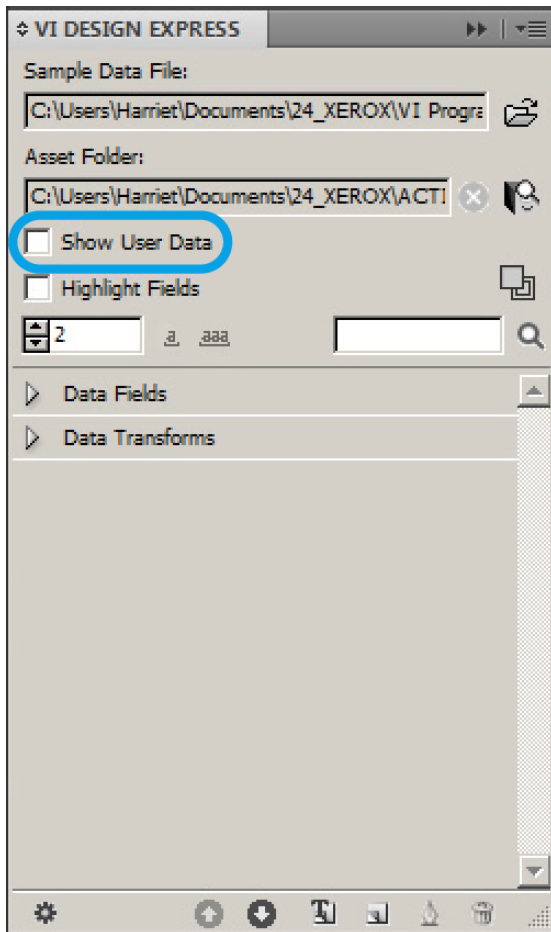 VI DESIGN EXPRESS
Sample Data File:
C:\Users\Harriet\Documents\24_XEROX\VI Progra
Asset Folder:
C:\Users\Harriet\Documents\24_XEROX\ACTI
Show User Data
Highlight Fields
2 a aaa
Data Fields
Data Transforms